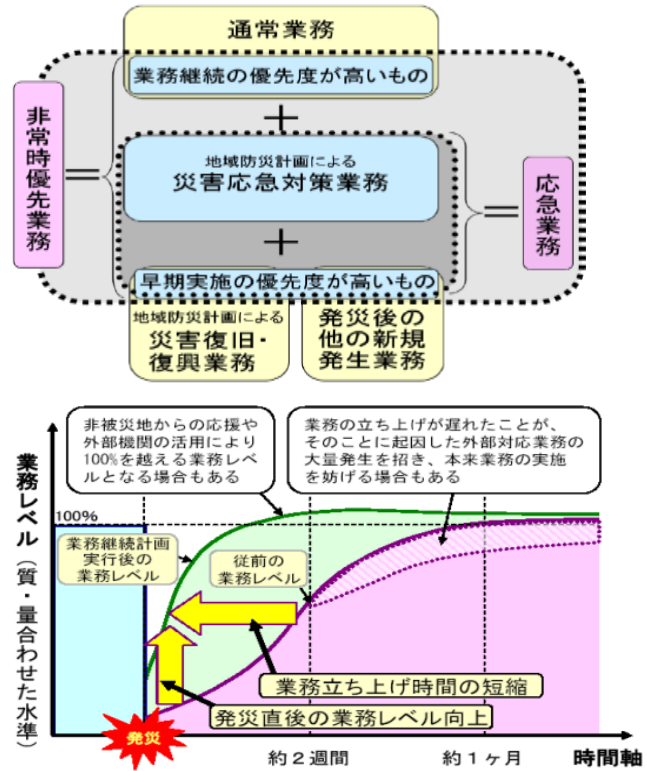 通常業務
業務継続の優先度が高いもの
＋
非常時優先業務
＝
地域防災計画による
災害応急対策業務
＝
応急業務
＋
早期実施の優先度が高いもの
地域防災計画による
災害復旧・
復興業務
発災後の
他の新規
発生業務
非被災地からの応援や
外部機関の活用により
100%を越える業務レベ
ルとなる場合もある
業務の立ち上げが遅れたことが、
そのことに起因した外部対応業務の
大量発生を招き、本来業務の実施
を妨げる場合もある
業務レベル（質・量合わせた水準）
100%
業務継続計画
実行後の
業務レベル
従前の
業務レベル
業務立ち上げ時間の短縮
発災直後の業務レベル向上
発災
約２週間
約１ヶ月
時間軸